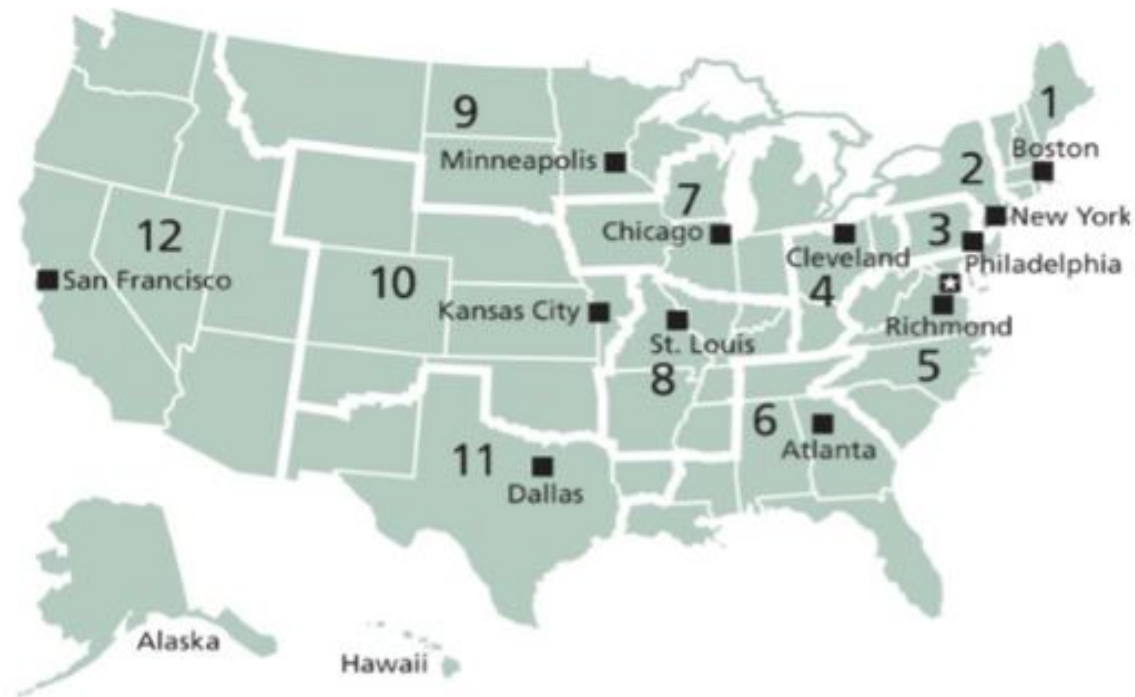 9
1
Boston
Minneapolis
2
7
New York
12
Chicago
3
Cleveland
Philadelphia
San Francisco
10
4
Kansas City
Richmond
St. Louis
5
8
6
Atlanta
11
Dallas
Alaska
Hawaii